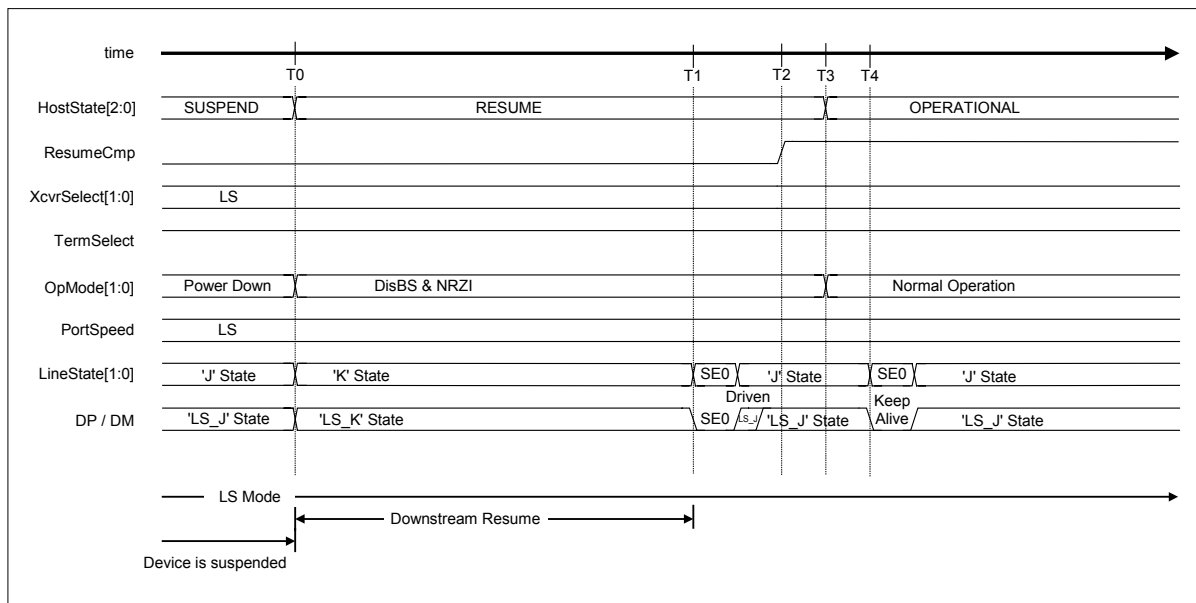 time
T0 T1 T2 T3 T4
HostState[2:0] SUSPEND RESUME OPERATIONAL
ResumeCmp
XcvrSelect[1:0] LS
TermSelect
OpMode[1:0] Power Down DisBS & NRZI Normal Operation
PortSpeed LS
LineState[1:0] 'J' State 'K' State SE0 'J' State SE0 'J' State
Driven Keep
DP / DM 'LS_J' State 'LS_K' State SE0 LS_J 'LS_J' State Alive 'LS_J' State
LS Mode
Downstream Resume
Device is suspended